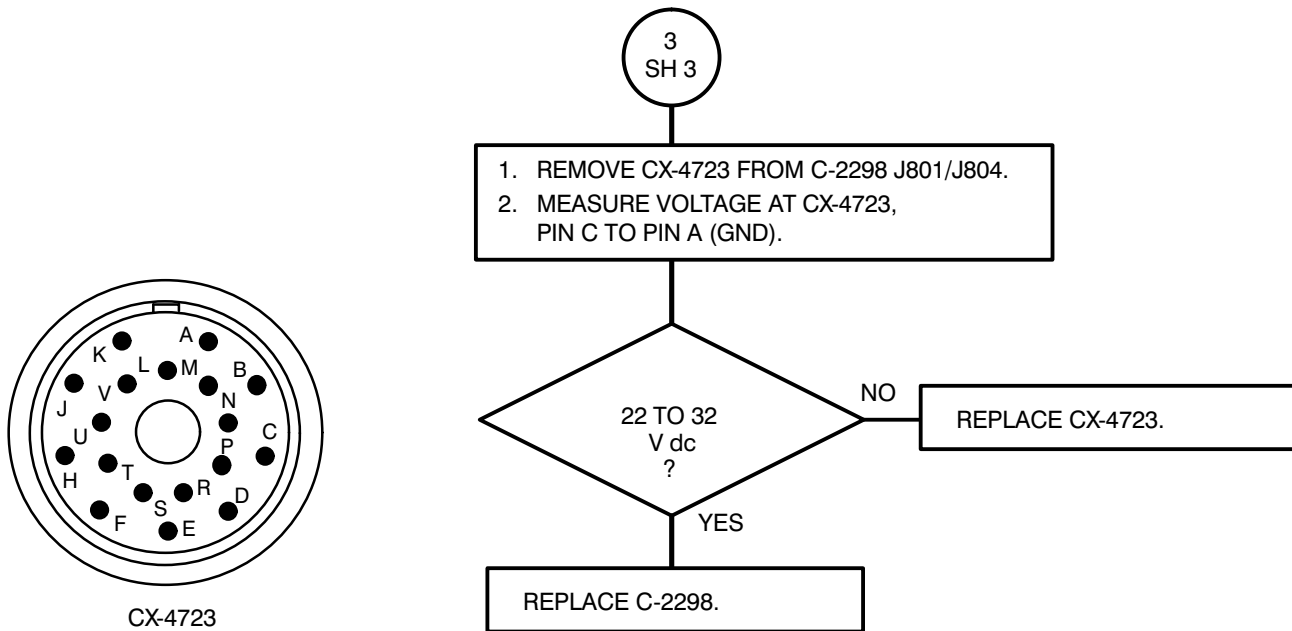 3
SH 3
1. REMOVE CX-4723 FROM C-2298 J801/J804.
2. MEASURE VOLTAGE AT CX-4723,
PIN C TO PIN A (GND).
22 TO 32
V dc
?
NO
REPLACE CX-4723.
YES
REPLACE C-2298.
K
A
L
M
B
J
V
N
U
P
C
H
T
R
D
F
S
E
CX-4723